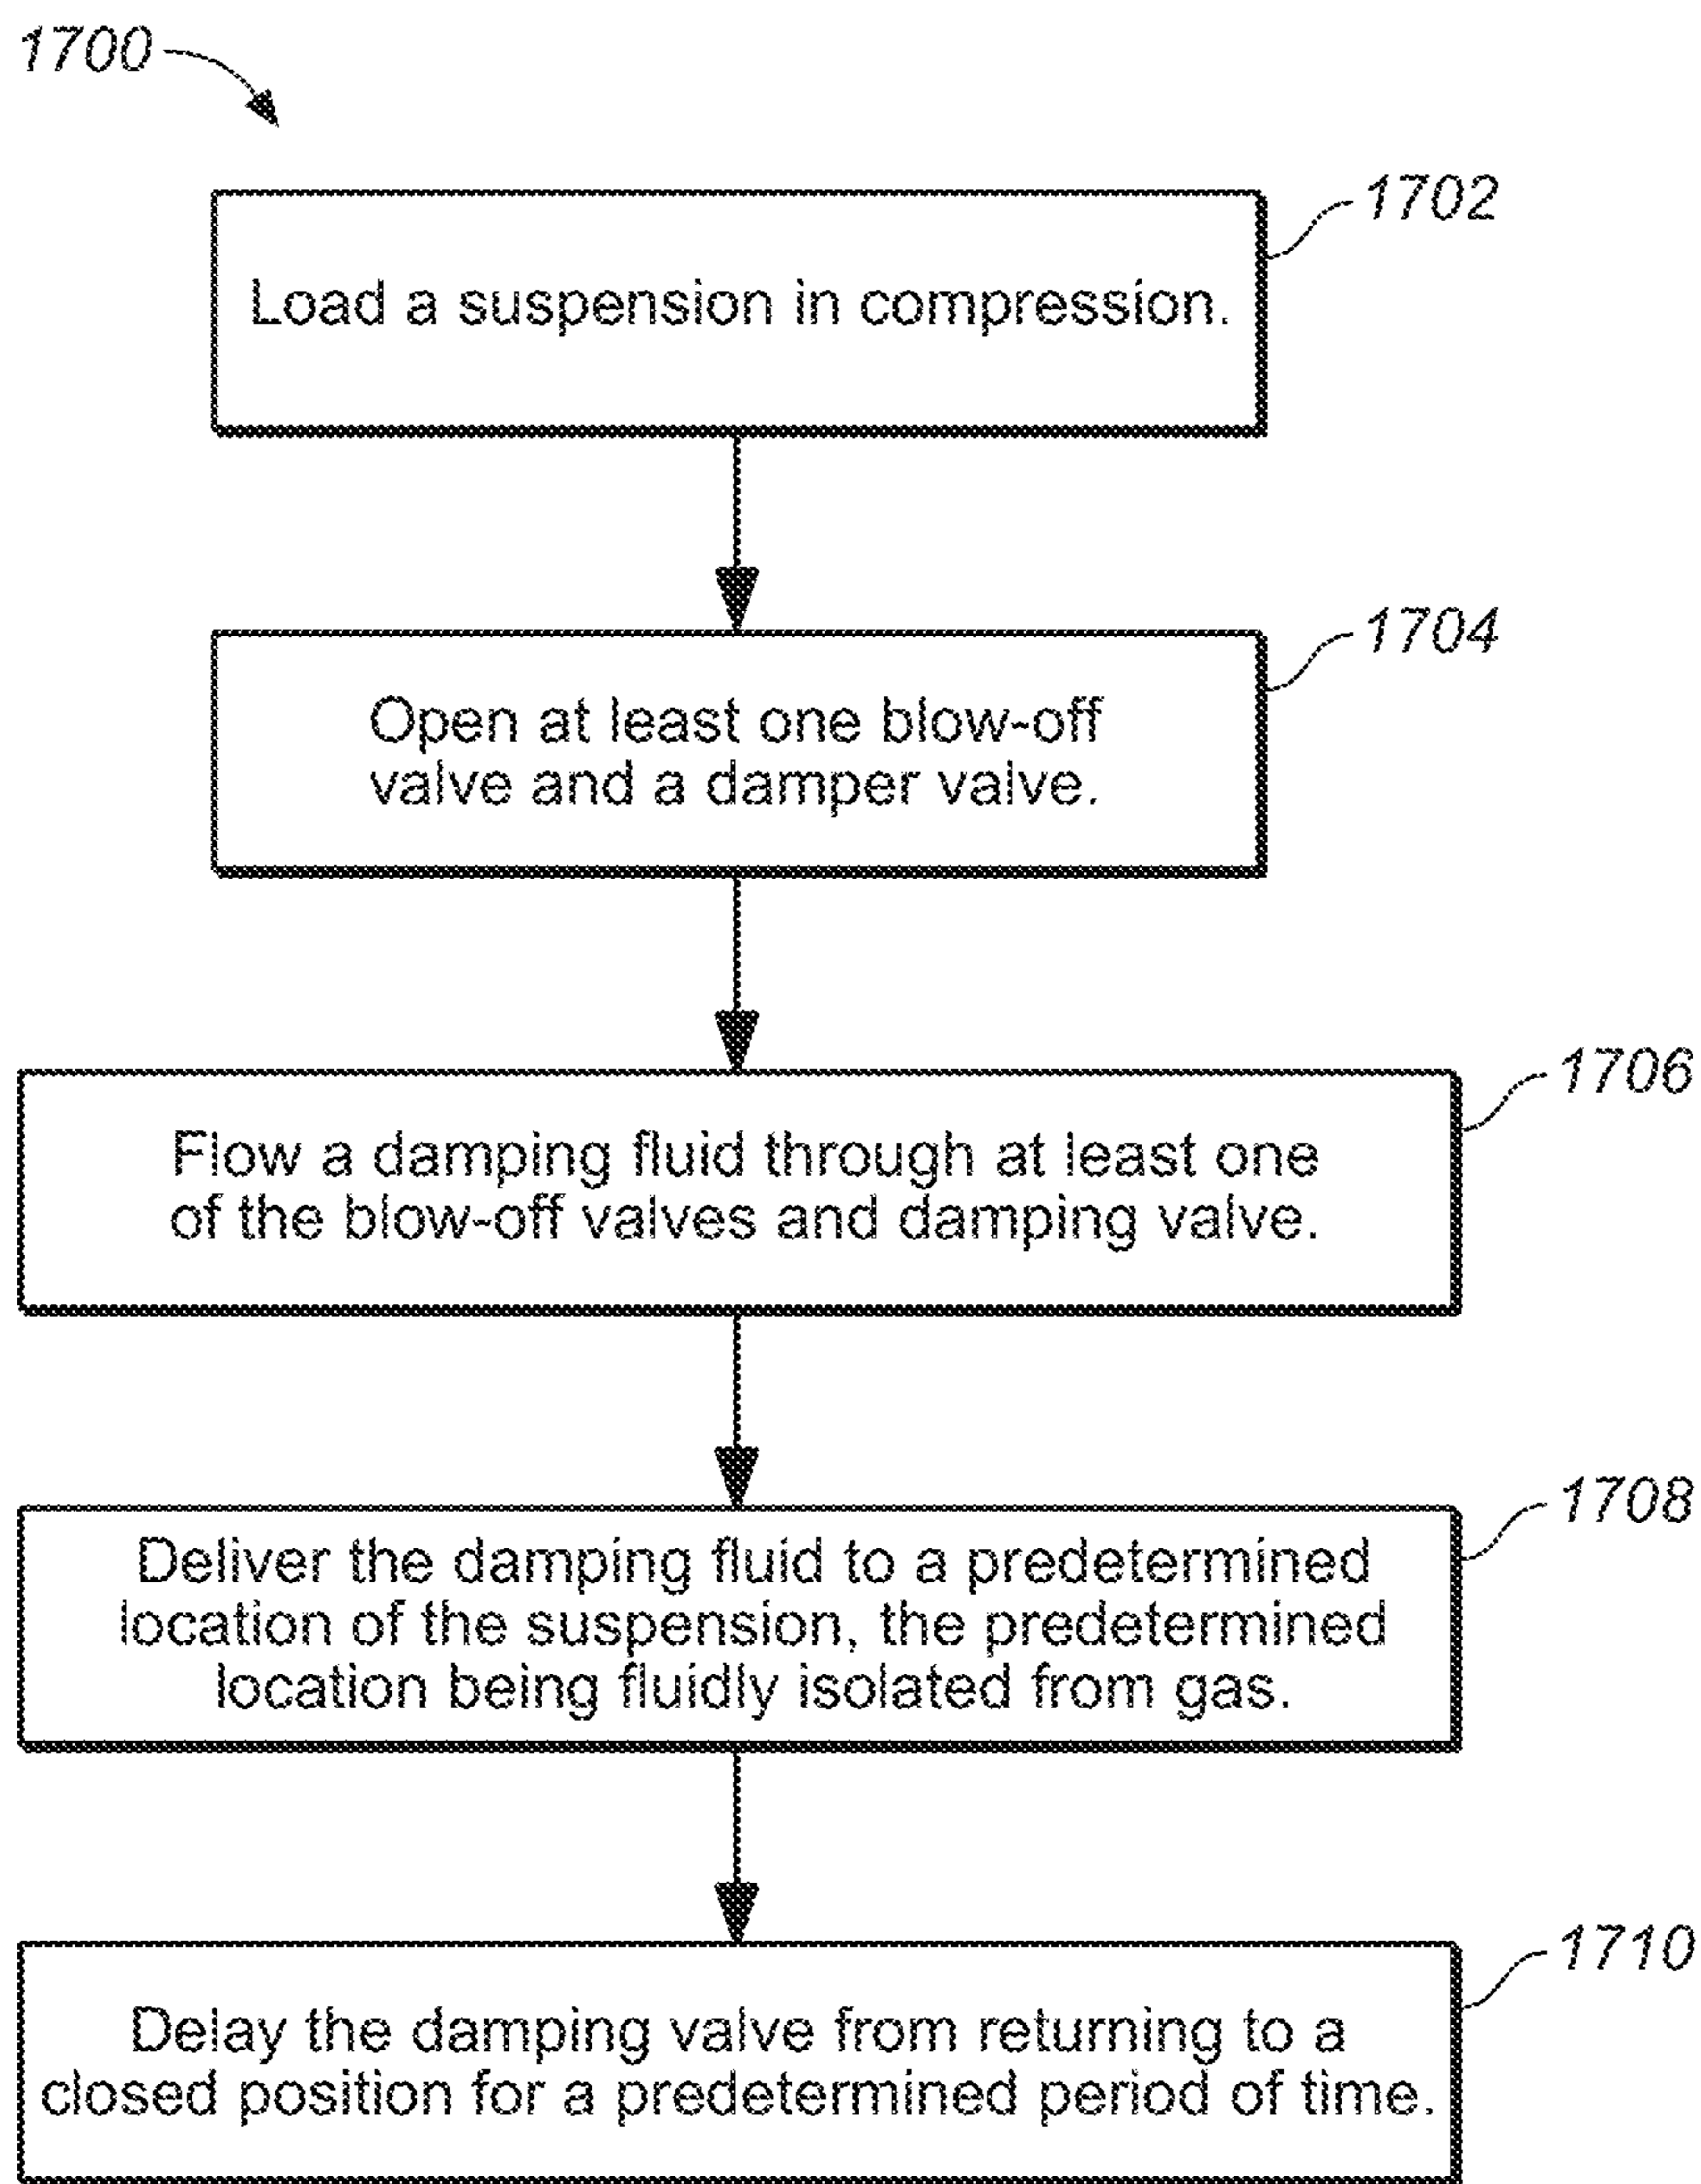 1700
1702
Load a suspension in compression.
1704
Open at least one blow-off
valve and a damper valve.
1706
Flow a damping fluid through at least one
of the blow-off valves and damping valve.
1708
Deliver the damping fluid to a predetermined
location of the suspension, the predetermined
location being fluidly isolated from gas.
1710
Delay the damping valve from returning to a
closed position for a predetermined period of time.